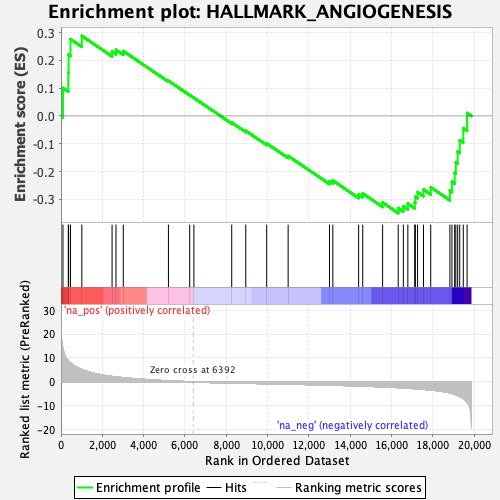 Enrichment plot: HALLMARK_ANGIOGENESIS
Enrichment score (ES)
0.3
0.2
0.1
0.0
-0.1
-0.2
-0.3
Ranked list metric (PreRanked)
30
20
10
0
-10
-20
'na_pos' (positively correlated)
Zero cross at 6392
'na_neg' (negatively correlated)
0 2,000 4,000 6,000 8,000 10,000 12,000 14,000 16,000 18,000 20,000
Rank in Ordered Dataset
Enrichment profile Hits Ranking metric scores